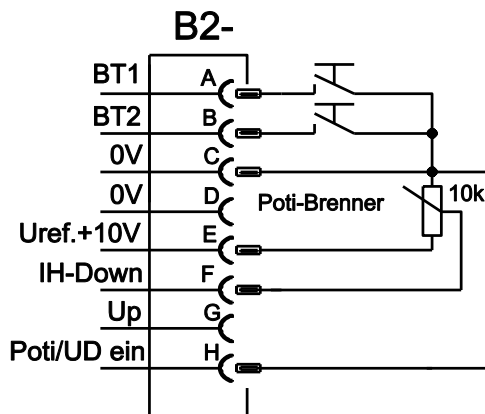 B2-
BT1 A
BT2 B
0V C
0V D
Poti-Brenner 10k
Uref.+10V E
IH-Down F
Up G
Poti/UD ein H